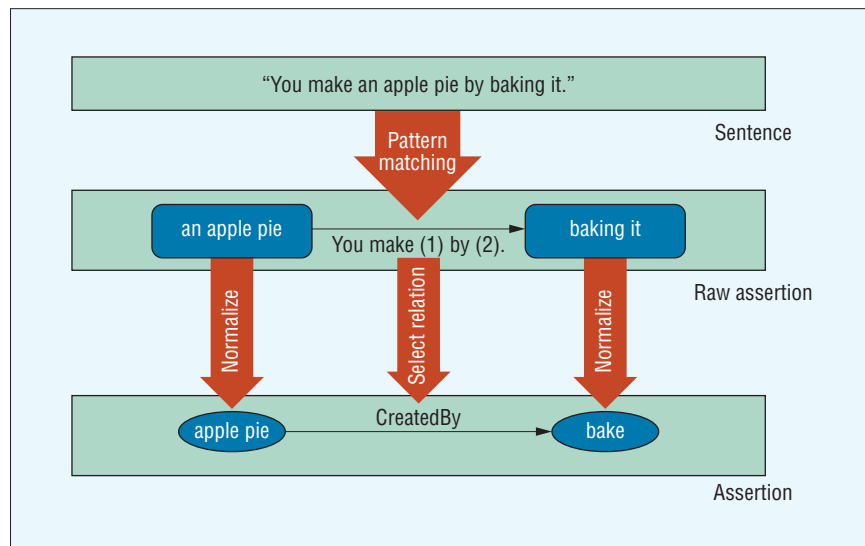 “You make an apple pie by baking it.”
Sentence
Pattern
matching
an apple pie
baking it
You make (1) by (2).
Raw assertion
Normalize
Select relation
Normalize
CreatedBy
apple pie
bake
Assertion